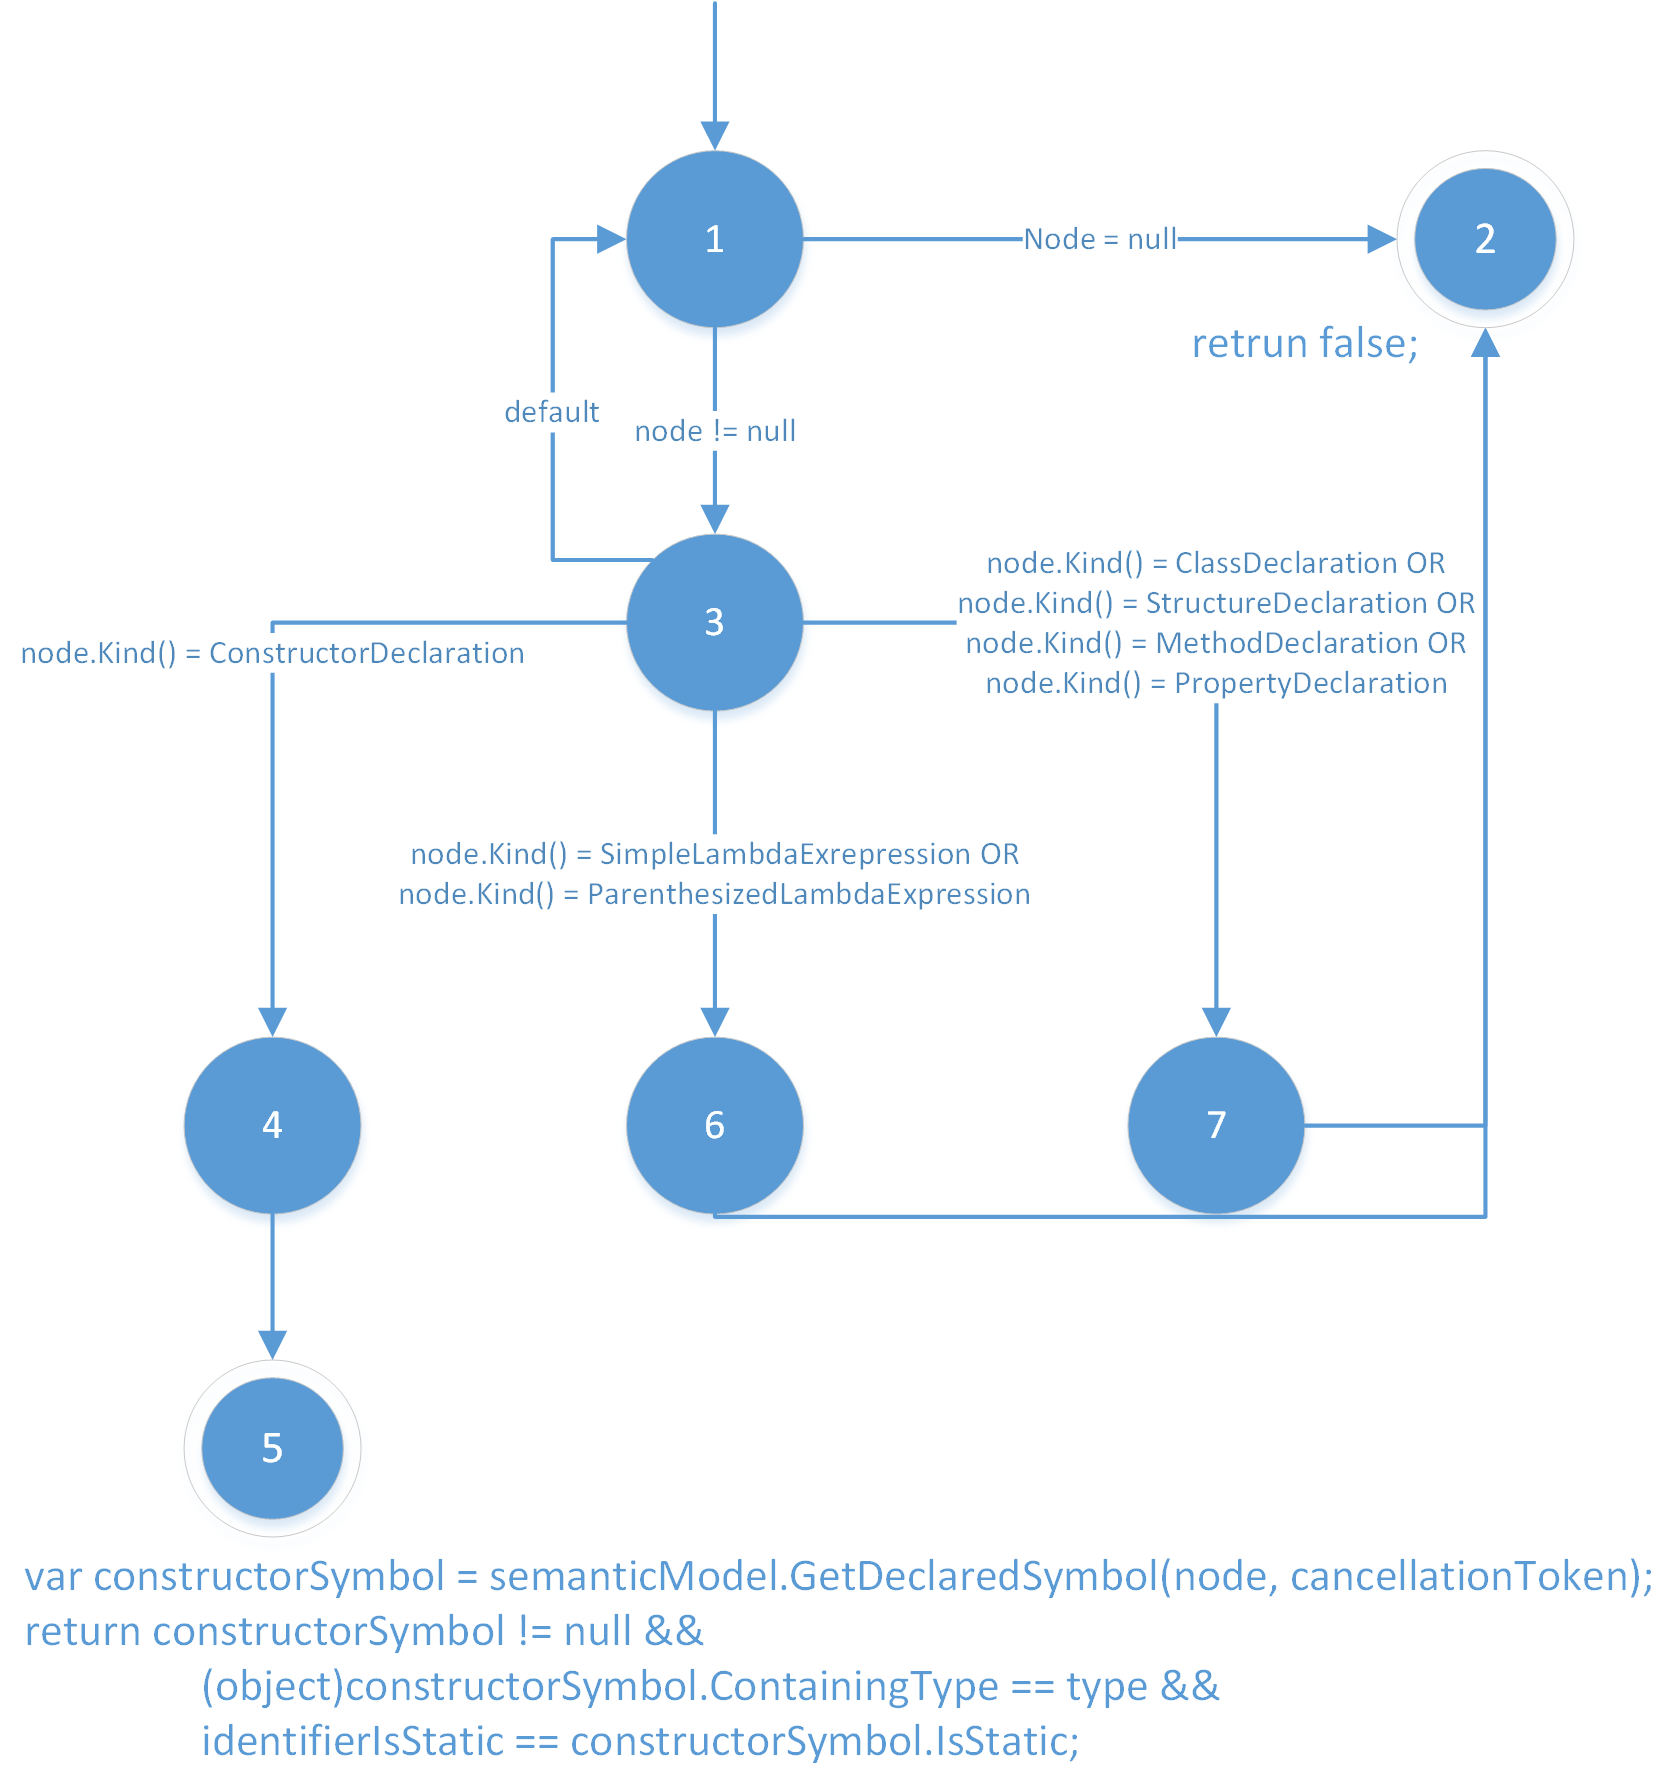 1
Node = null
2
retrun false;
default
node != null
node.Kind() = ClassDeclaration OR
node.Kind() = StructureDeclaration OR
node.Kind() = MethodDeclaration OR
node.Kind() = PropertyDeclaration
3
node.Kind() = ConstructorDeclaration
node.Kind() = SimpleLambdaExrepression OR
node.Kind() = ParenthesizedLambdaExpression
4
6
7
5
var constructorSymbol = semanticModel.GetDeclaredSymbol(node, cancellationToken);
return constructorSymbol != null &&
(object)constructorSymbol.ContainingType == type &&
identifierIsStatic == constructorSymbol.IsStatic;